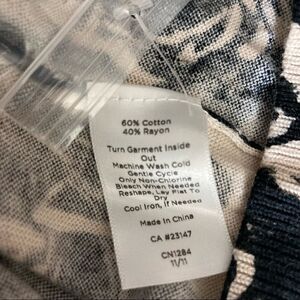 60% Cotton
40% Rayon
Turn Garment Inside
Out
Machine Wash Cold
Gentle Cycle
Only Non-Chlorine
Bleach When Needed
Reshape, Lay Flat To
Dry
Cool Iron, If Needed
Made In China
CA #23147
CN1284
11/11